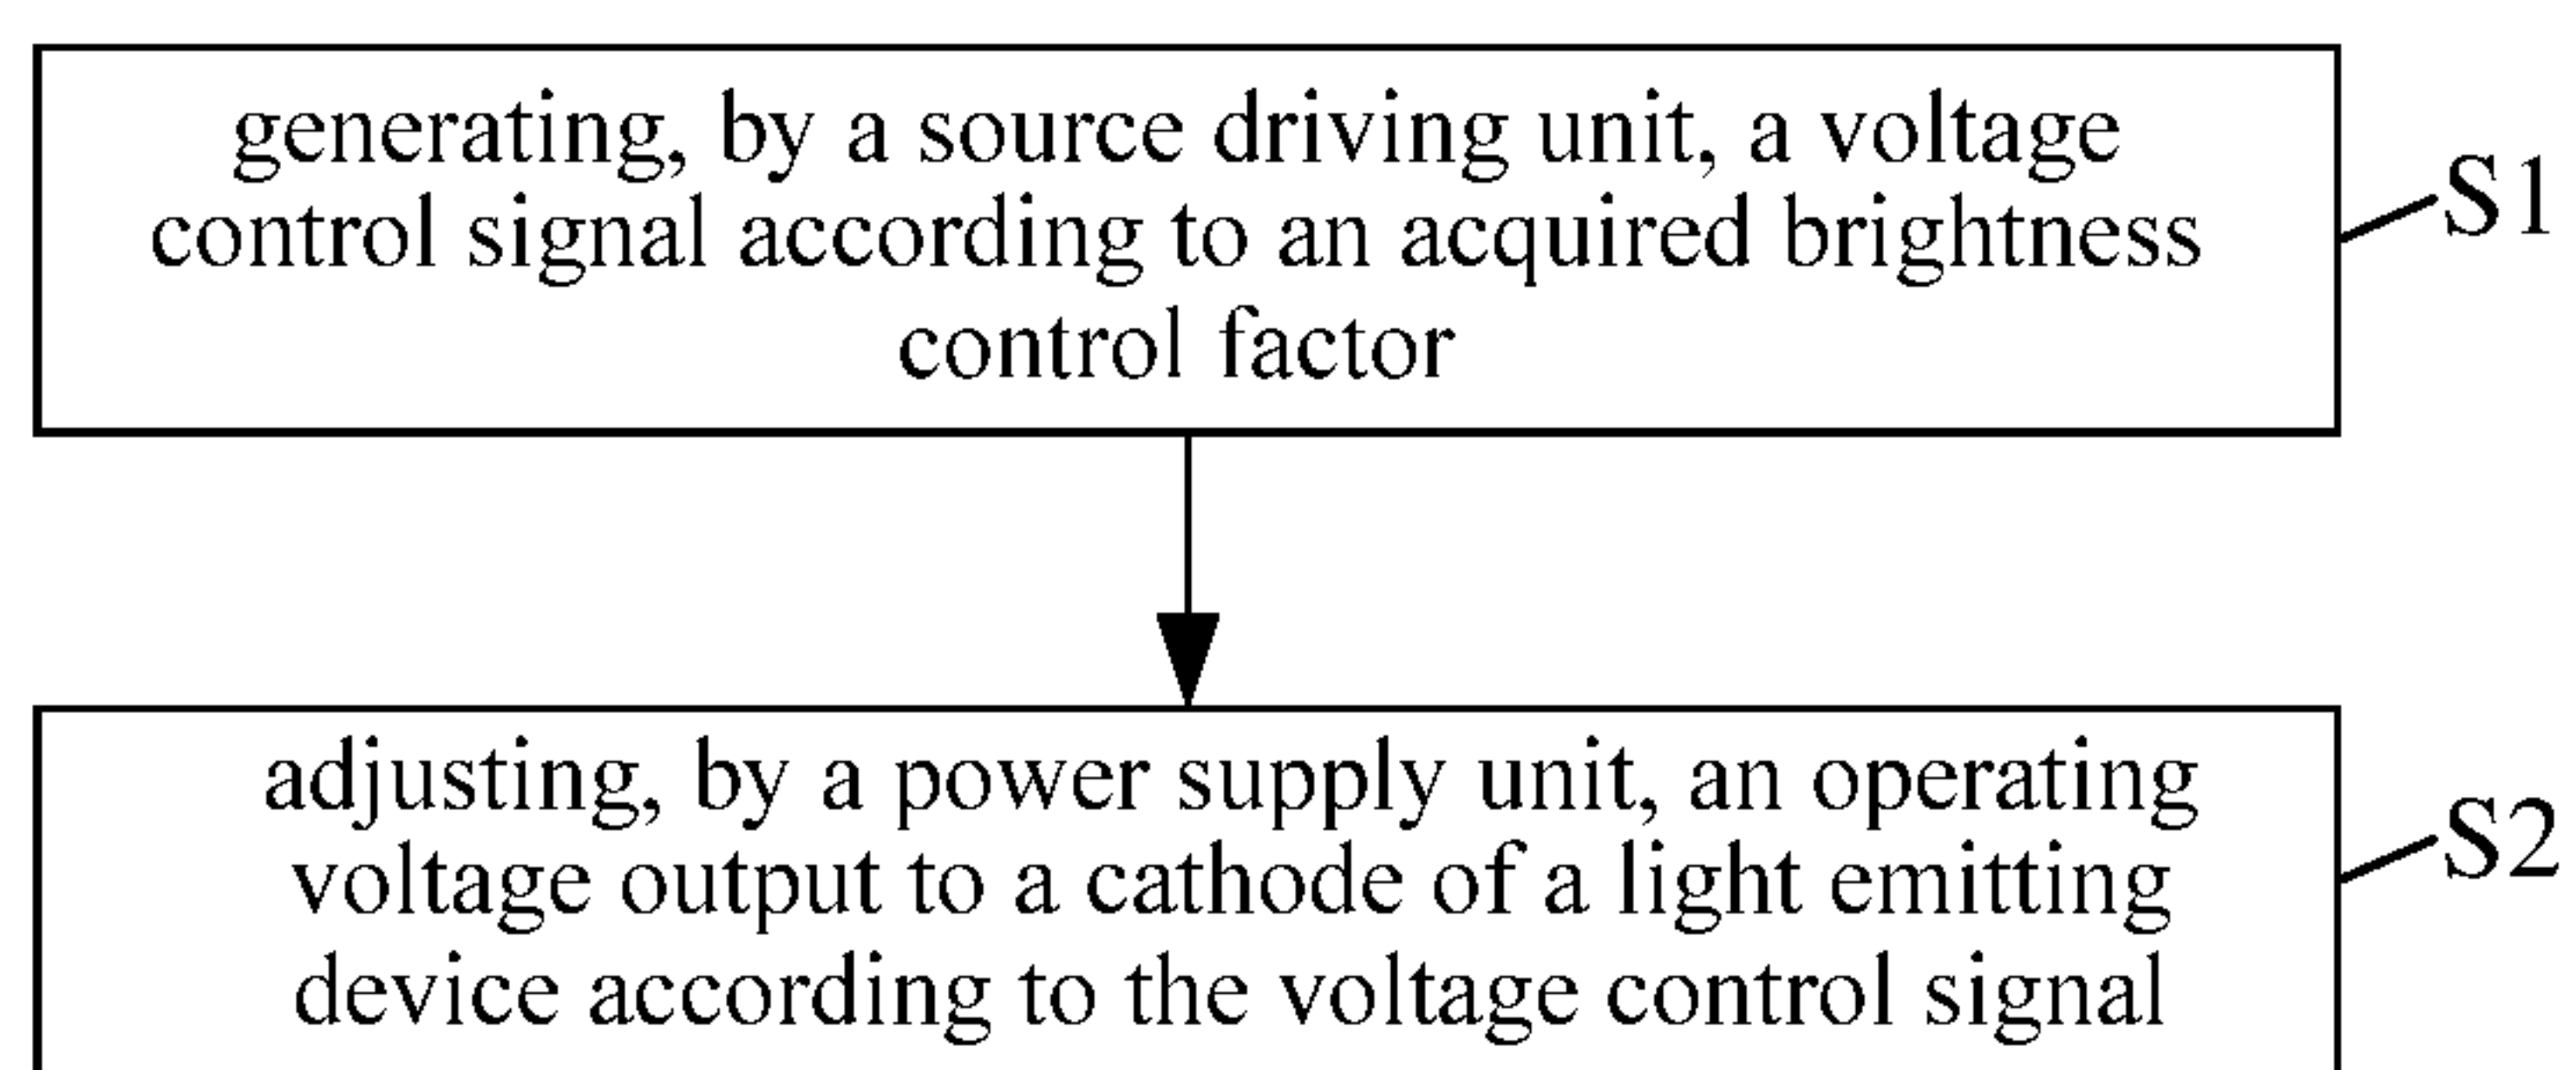 generating, by a source driving unit, a voltage
control signal according to an acquired brightness
control factor
S1
adjusting, by a power supply unit, an operating
voltage output to a cathode of a light emitting
device according to the voltage control signal
S2